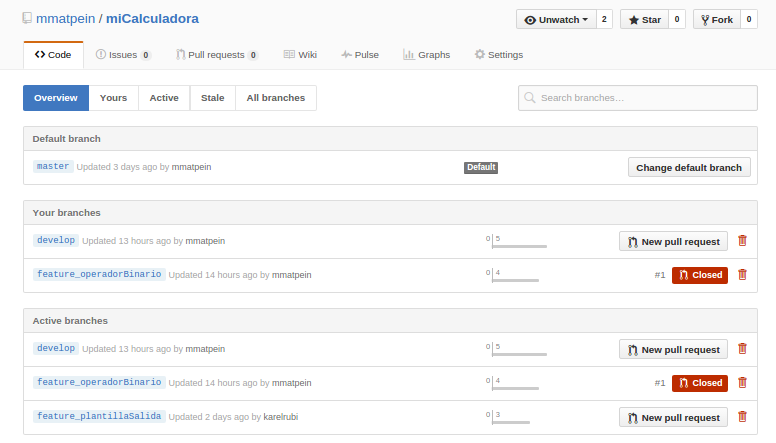 mmatpein / miCalculadora
Unwatch 2 Star 0 Fork 0
Code Issues 0 Pull requests 0 Wiki Pulse Graphs Settings
Overview Yours Active Stale All branches Search branches...
Default branch
master Updated 3 days ago by mmatpein Default Change default branch
Your branches
develop Updated 13 hours ago by mmatpein 0 5 New pull request
feature_operadorBinario Updated 14 hours ago by mmatpein 0 4 #1 Closed
Active branches
develop Updated 13 hours ago by mmatpein 0 5 New pull request
feature_operadorBinario Updated 14 hours ago by mmatpein 0 4 #1 Closed
feature_plantillaSalida Updated 2 days ago by karelrubi 0 3 New pull request